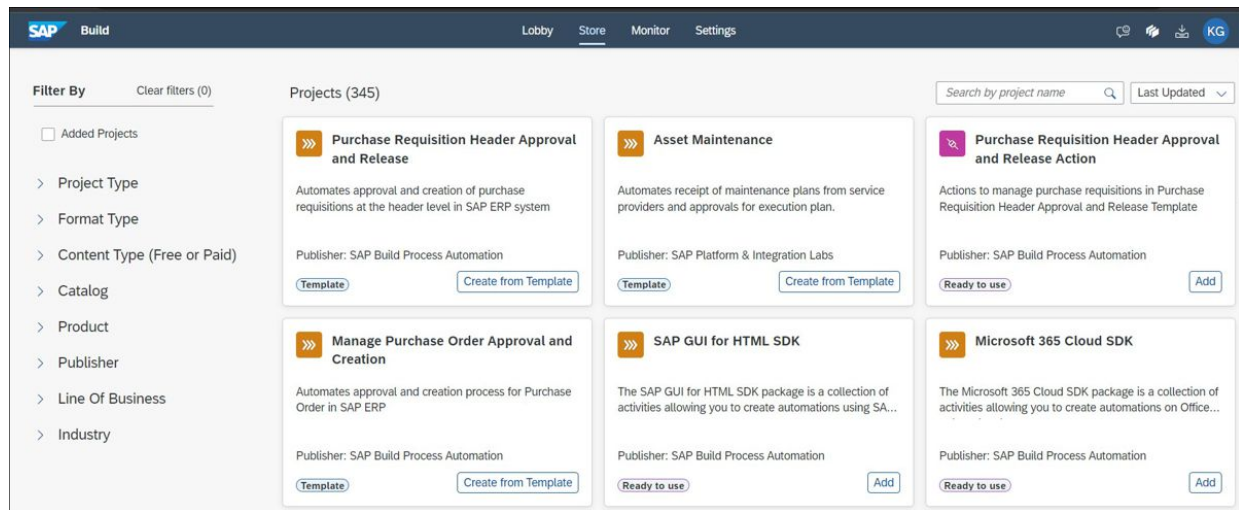 SAP Build Lobby Store Monitor Settings KG
Filter By Clear filters (0)
Added Projects
Project Type
Format Type
Content Type (Free or Paid)
Catalog
Product
Publisher
Line Of Business
Industry
Projects (345) Search by project name Last Updated
Purchase Requisition Header Approval
and Release
Automates approval and creation of purchase
requisitions at the header level in SAP ERP system
Publisher: SAP Build Process Automation
Template Create from Template
Asset Maintenance
Automates receipt of maintenance plans from service
providers and approvals for execution plan.
Publisher: SAP Platform & Integration Labs
Template Create from Template
Purchase Requisition Header Approval
and Release Action
Actions to manage purchase requisitions in Purchase
Requisition Header Approval and Release Template
Publisher: SAP Build Process Automation
Ready to use Add
Manage Purchase Order Approval and
Creation
Automates approval and creation process for Purchase
Order in SAP ERP
Publisher: SAP Build Process Automation
Template Create from Template
SAP GUI for HTML SDK
The SAP GUI for HTML SDK package is a collection of
activities allowing you to create automations using SA...
Publisher: SAP Build Process Automation
Ready to use Add
Microsoft 365 Cloud SDK
The Microsoft 365 Cloud SDK package is a collection of
activities allowing you to create automations on Office...
Publisher: SAP Build Process Automation
Ready to use Add